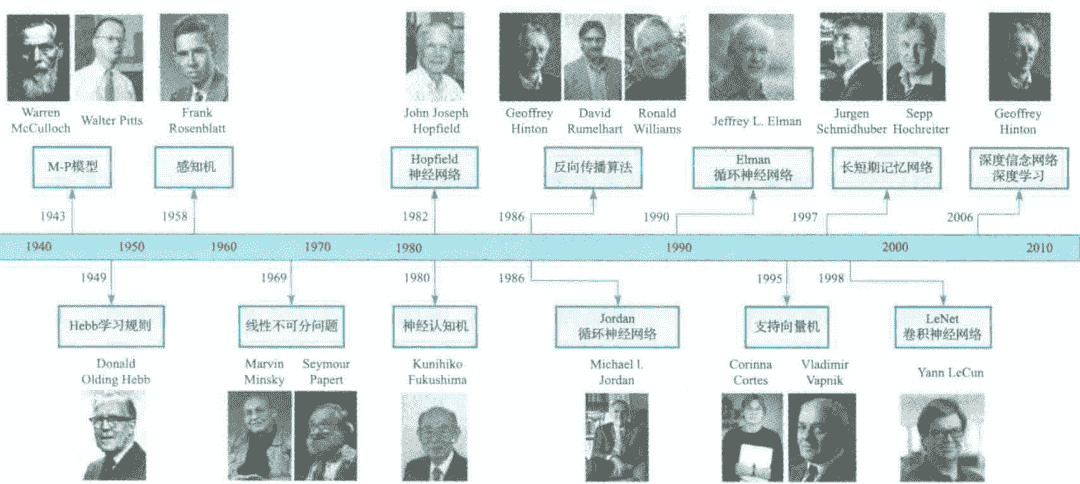 Warren
McCulloch
Walter Pitts
Frank
Rosenblatt
John Joseph
Hopfield
Geoffrey
Hinton
David
Rumelhart
Ronald
Williams
Jeffrey L. Elman
Jurgen
Schmidhuber
Sepp
Hochreiter
Geoffrey
Hinton
M-P模型
感知机
Hopfield
神经网络
反向传播算法
Elman
循环神经网络
长短期记忆网络
深度信念网络
深度学习
1943
1958
1982
1986
1990
1997
2006
1940
1950
1960
1970
1980
1990
2000
2010
1949
1969
1980
1986
1995
1998
Hebb学习规则
线性不可分问题
神经认知机
Jordan
循环神经网络
支持向量机
LeNet
卷积神经网络
Donald
Olding Hebb
Marvin
Minsky
Seymour
Papert
Kunihiko
Fukushima
Michael l.
Jordan
Corinna
Cortes
Vladimir
Vapnik
Yann LeCun